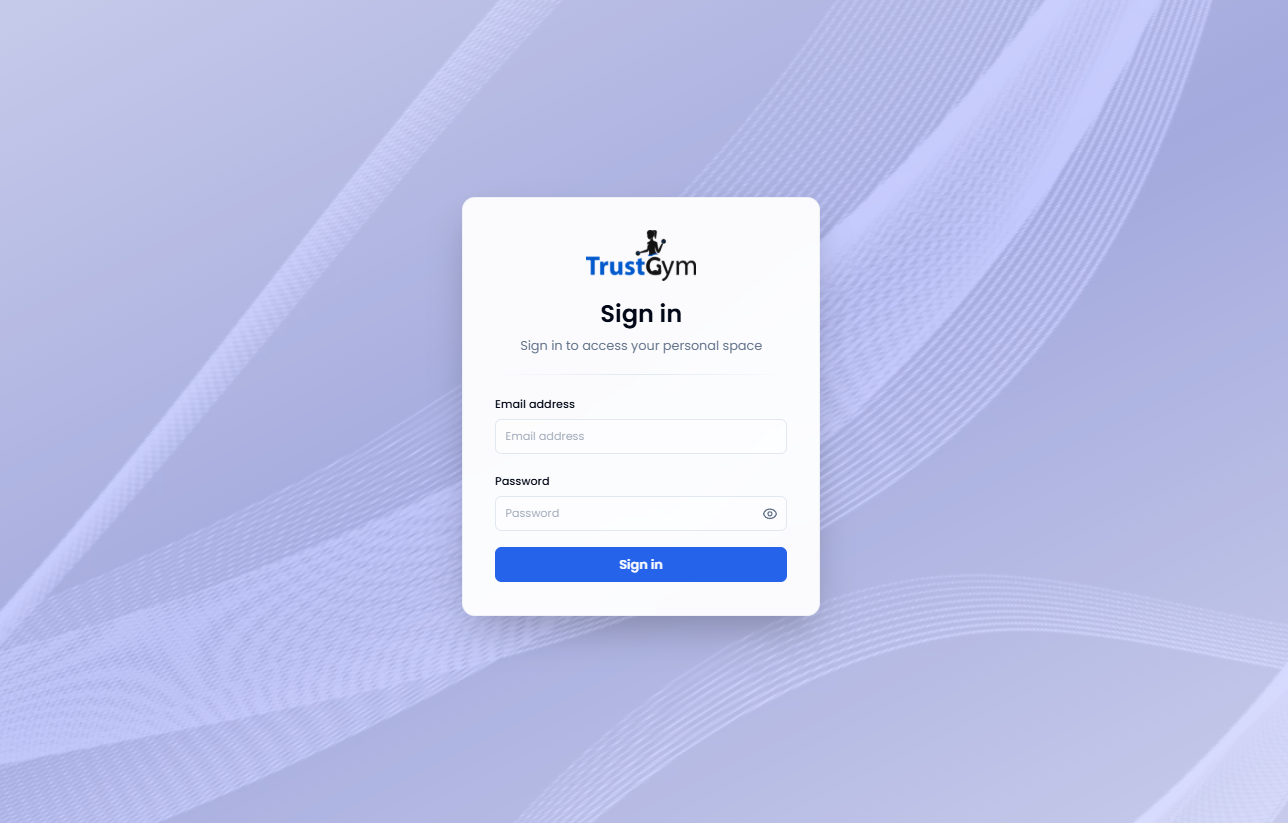 TrustGym
Sign in
Sign in to access your personal space
Email address
Email address
Password
Password
Sign in